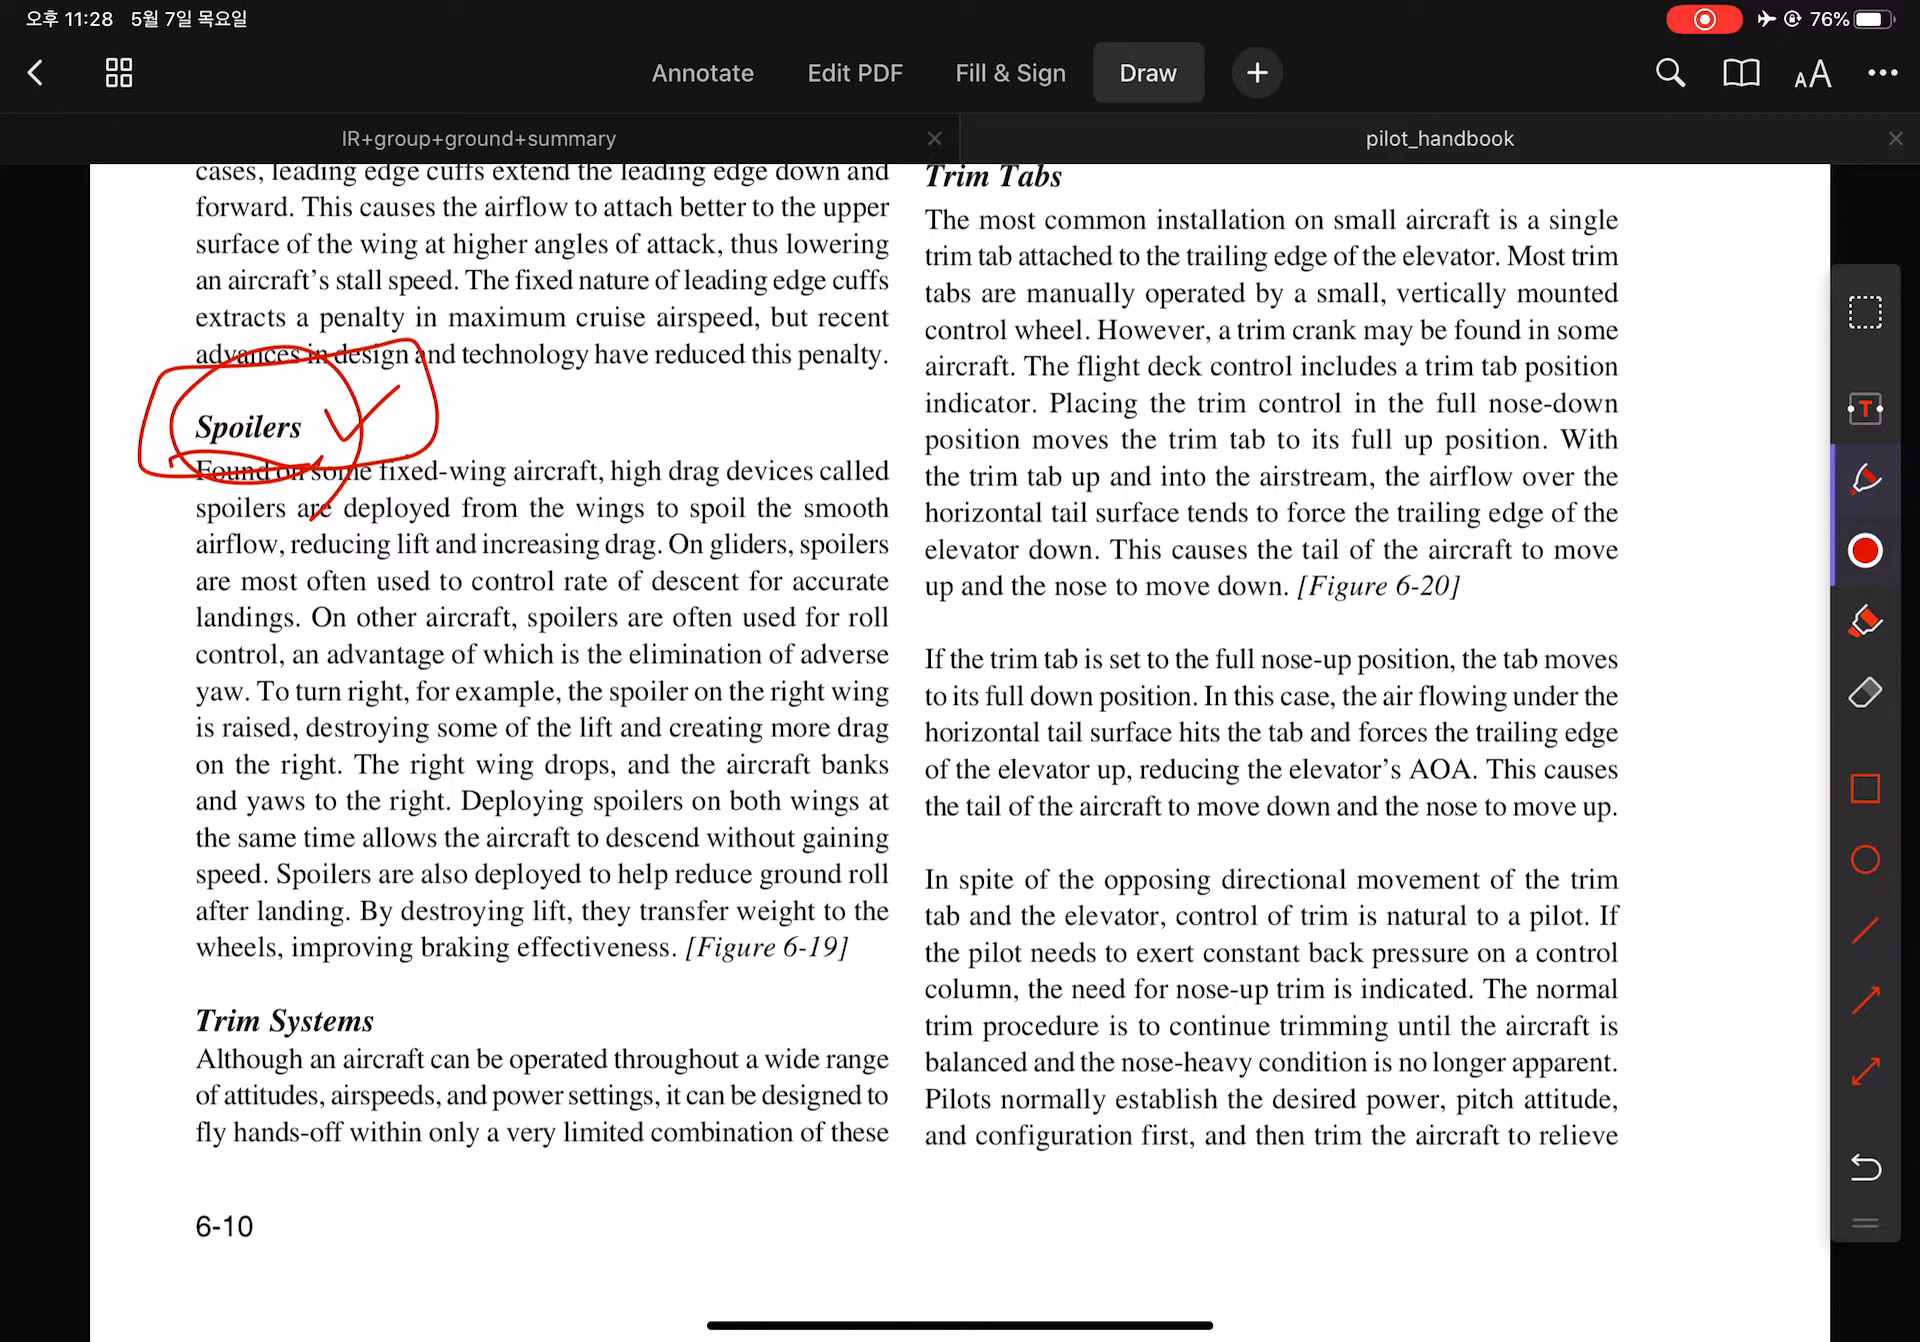 오후 11:28 5월 7일 목요일
76%
Annotate Edit PDF Fill & Sign Draw
AA
IR+group+ground+summary
pilot_handbook
cases, leading edge cuffs extend the leading edge down and
forward. This causes the airflow to attach better to the upper
surface of the wing at higher angles of attack, thus lowering
an aircraft's stall speed. The fixed nature of leading edge cuffs
extracts a penalty in maximum cruise airspeed, but recent
advances in design and technology have reduced this penalty.
Spoilers
Found on some fixed-wing aircraft, high drag devices called
spoilers are deployed from the wings to spoil the smooth
airflow, reducing lift and increasing drag. On gliders, spoilers
are most often used to control rate of descent for accurate
landings. On other aircraft, spoilers are often used for roll
control, an advantage of which is the elimination of adverse
yaw. To turn right, for example, the spoiler on the right wing
is raised, destroying some of the lift and creating more drag
on the right. The right wing drops, and the aircraft banks
and yaws to the right. Deploying spoilers on both wings at
the same time allows the aircraft to descend without gaining
speed. Spoilers are also deployed to help reduce ground roll
after landing. By destroying lift, they transfer weight to the
wheels, improving braking effectiveness. [Figure 6-19]
Trim Systems
Although an aircraft can be operated throughout a wide range
of attitudes, airspeeds, and power settings, it can be designed to
fly hands-off within only a very limited combination of these
6-10
Trim Tabs
The most common installation on small aircraft is a single
trim tab attached to the trailing edge of the elevator. Most trim
tabs are manually operated by a small, vertically mounted
control wheel. However, a trim crank may be found in some
aircraft. The flight deck control includes a trim tab position
indicator. Placing the trim control in the full nose-down
position moves the trim tab to its full up position. With
the trim tab up and into the airstream, the airflow over the
horizontal tail surface tends to force the trailing edge of the
elevator down. This causes the tail of the aircraft to move
up and the nose to move down. [Figure 6-20]
If the trim tab is set to the full nose-up position, the tab moves
to its full down position. In this case, the air flowing under the
horizontal tail surface hits the tab and forces the trailing edge
of the elevator up, reducing the elevator's AOA. This causes
the tail of the aircraft to move down and the nose to move up.
In spite of the opposing directional movement of the trim
tab and the elevator, control of trim is natural to a pilot. If
the pilot needs to exert constant back pressure on a control
column, the need for nose-up trim is indicated. The normal
trim procedure is to continue trimming until the aircraft is
balanced and the nose-heavy condition is no longer apparent.
Pilots normally establish the desired power, pitch attitude,
and configuration first, and then trim the aircraft to relieve
T